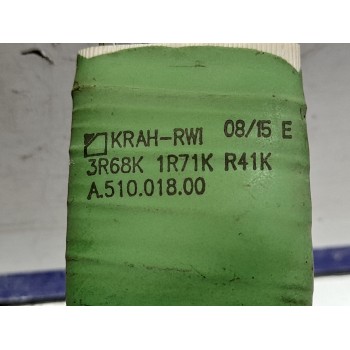 KRAH-RWI 08/15 E
3R68K 1R71K R41K
A.510.018.00